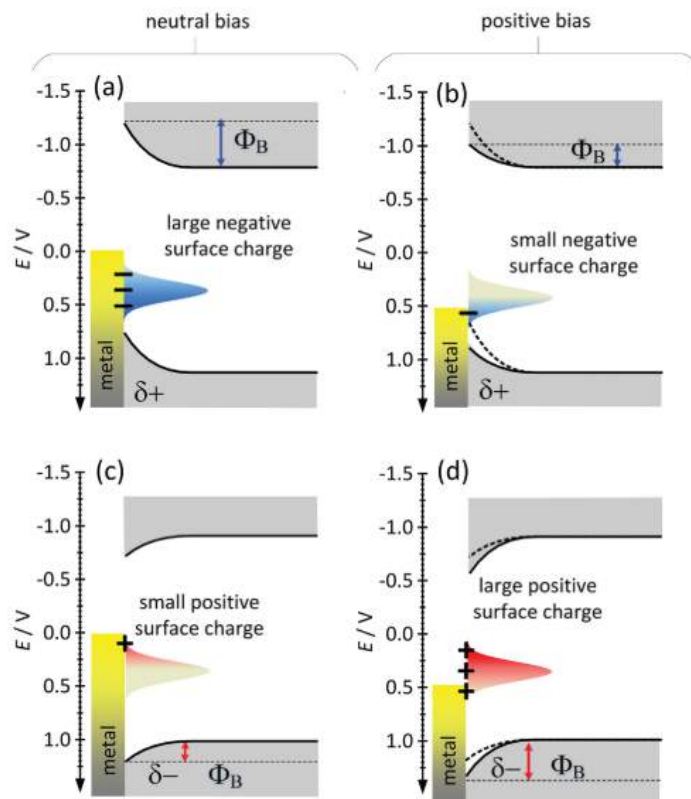 neutral bias
positive bias
(a)
-1.5
-1.0
-0.5
0.0
0.5
1.0
E / V
Φ_B
large negative
surface charge
metal
δ+
(b)
-1.5
-1.0
-0.5
0.0
0.5
1.0
E / V
Φ_B
small negative
surface charge
metal
δ+
(c)
-1.5
-1.0
-0.5
0.0
0.5
1.0
E / V
small positive
surface charge
metal
δ− Φ_B
(d)
-1.5
-1.0
-0.5
0.0
0.5
1.0
E / V
large positive
surface charge
metal
δ− Φ_B